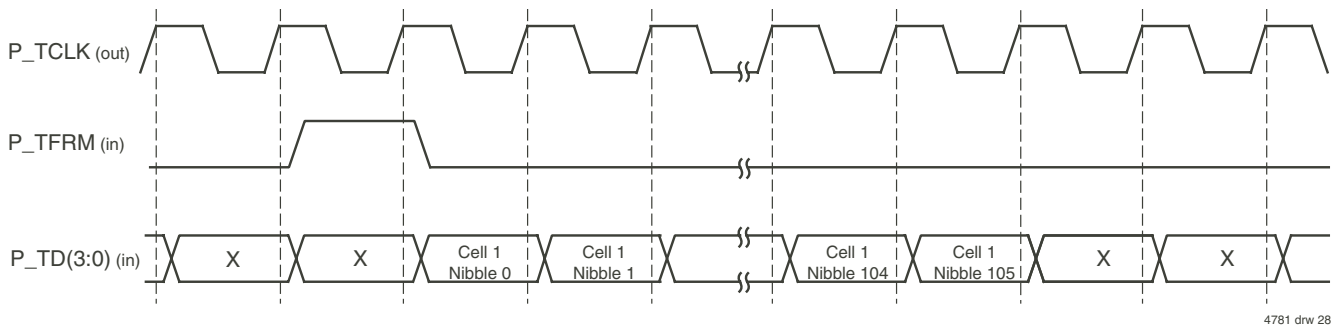 P_TCLK (out)
P_TFRM (in)
P_TD(3:0) (in)
X
X
Cell 1
Nibble 0
Cell 1
Nibble 1
Cell 1
Nibble 104
Cell 1
Nibble 105
X
X
4781 drw 28